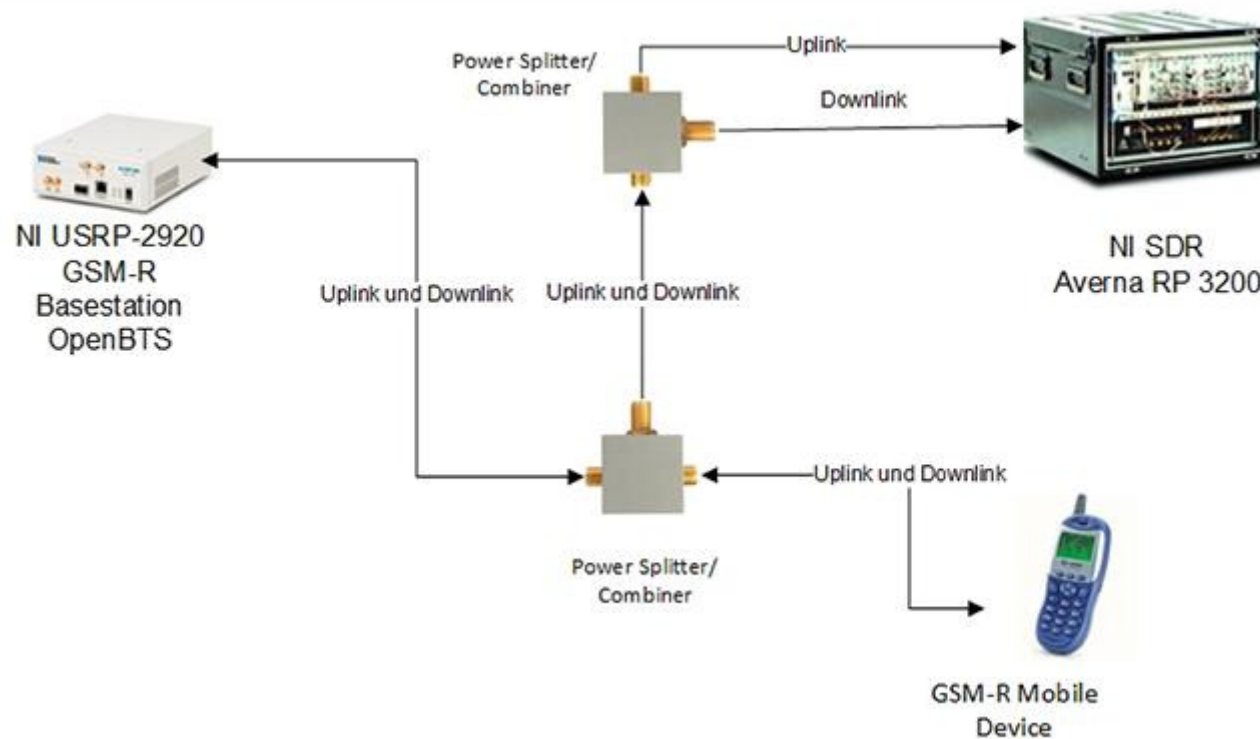 Power Splitter/
Combiner
Uplink
Downlink
NI USRP-2920
GSM-R
Basestation
OpenBTS
NI SDR
Averna RP 3200
Uplink und Downlink
Uplink und Downlink
Uplink und Downlink
Power Splitter/
Combiner
GSM-R Mobile
Device